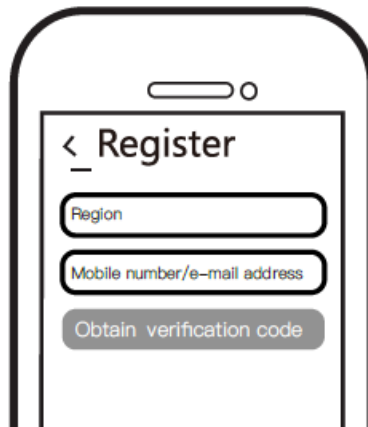 < Register
Region
Mobile number/e-mail address
Obtain verification code